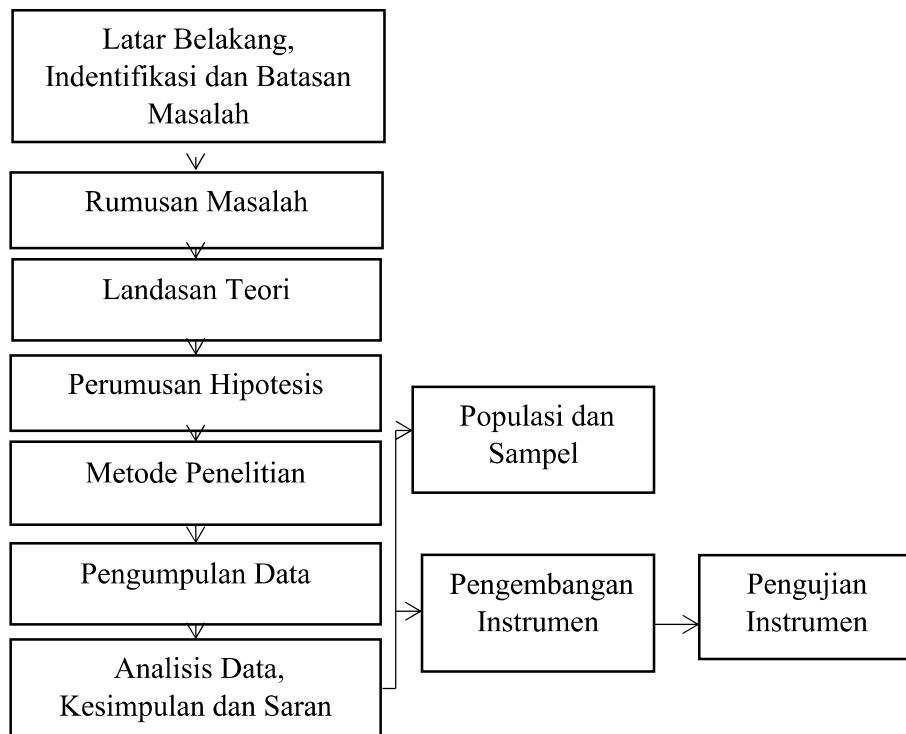 Latar Belakang,
Indentifikasi dan Batasan
Masalah
Rumusan Masalah
Landasan Teori
Perumusan Hipotesis
Metode Penelitian
Pengumpulan Data
Analisis Data,
Kesimpulan dan Saran
Populasi dan
Sampel
Pengembangan
Instrumen
Pengujian
Instrumen